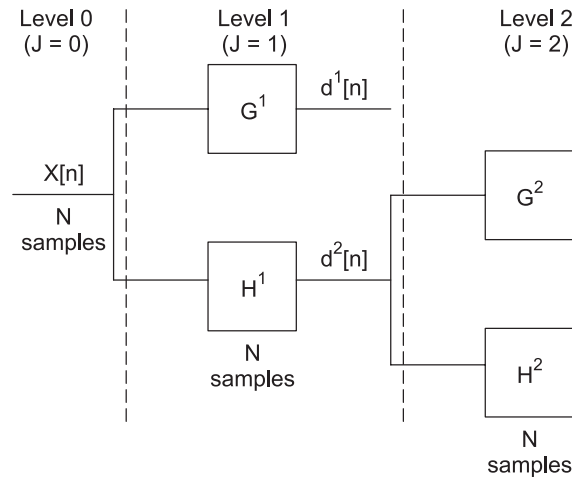 Level 0
(J = 0)
Level 1
(J = 1)
Level 2
(J = 2)
G¹
d¹[n]
X[n]
N
samples
G²
H¹
d²[n]
N
samples
H²
N
samples